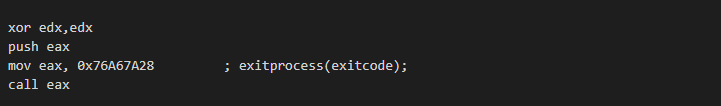 xor edx,edx
push eax
mov eax, 0x76A67A28 ; exitprocess(exitcode);
call eax